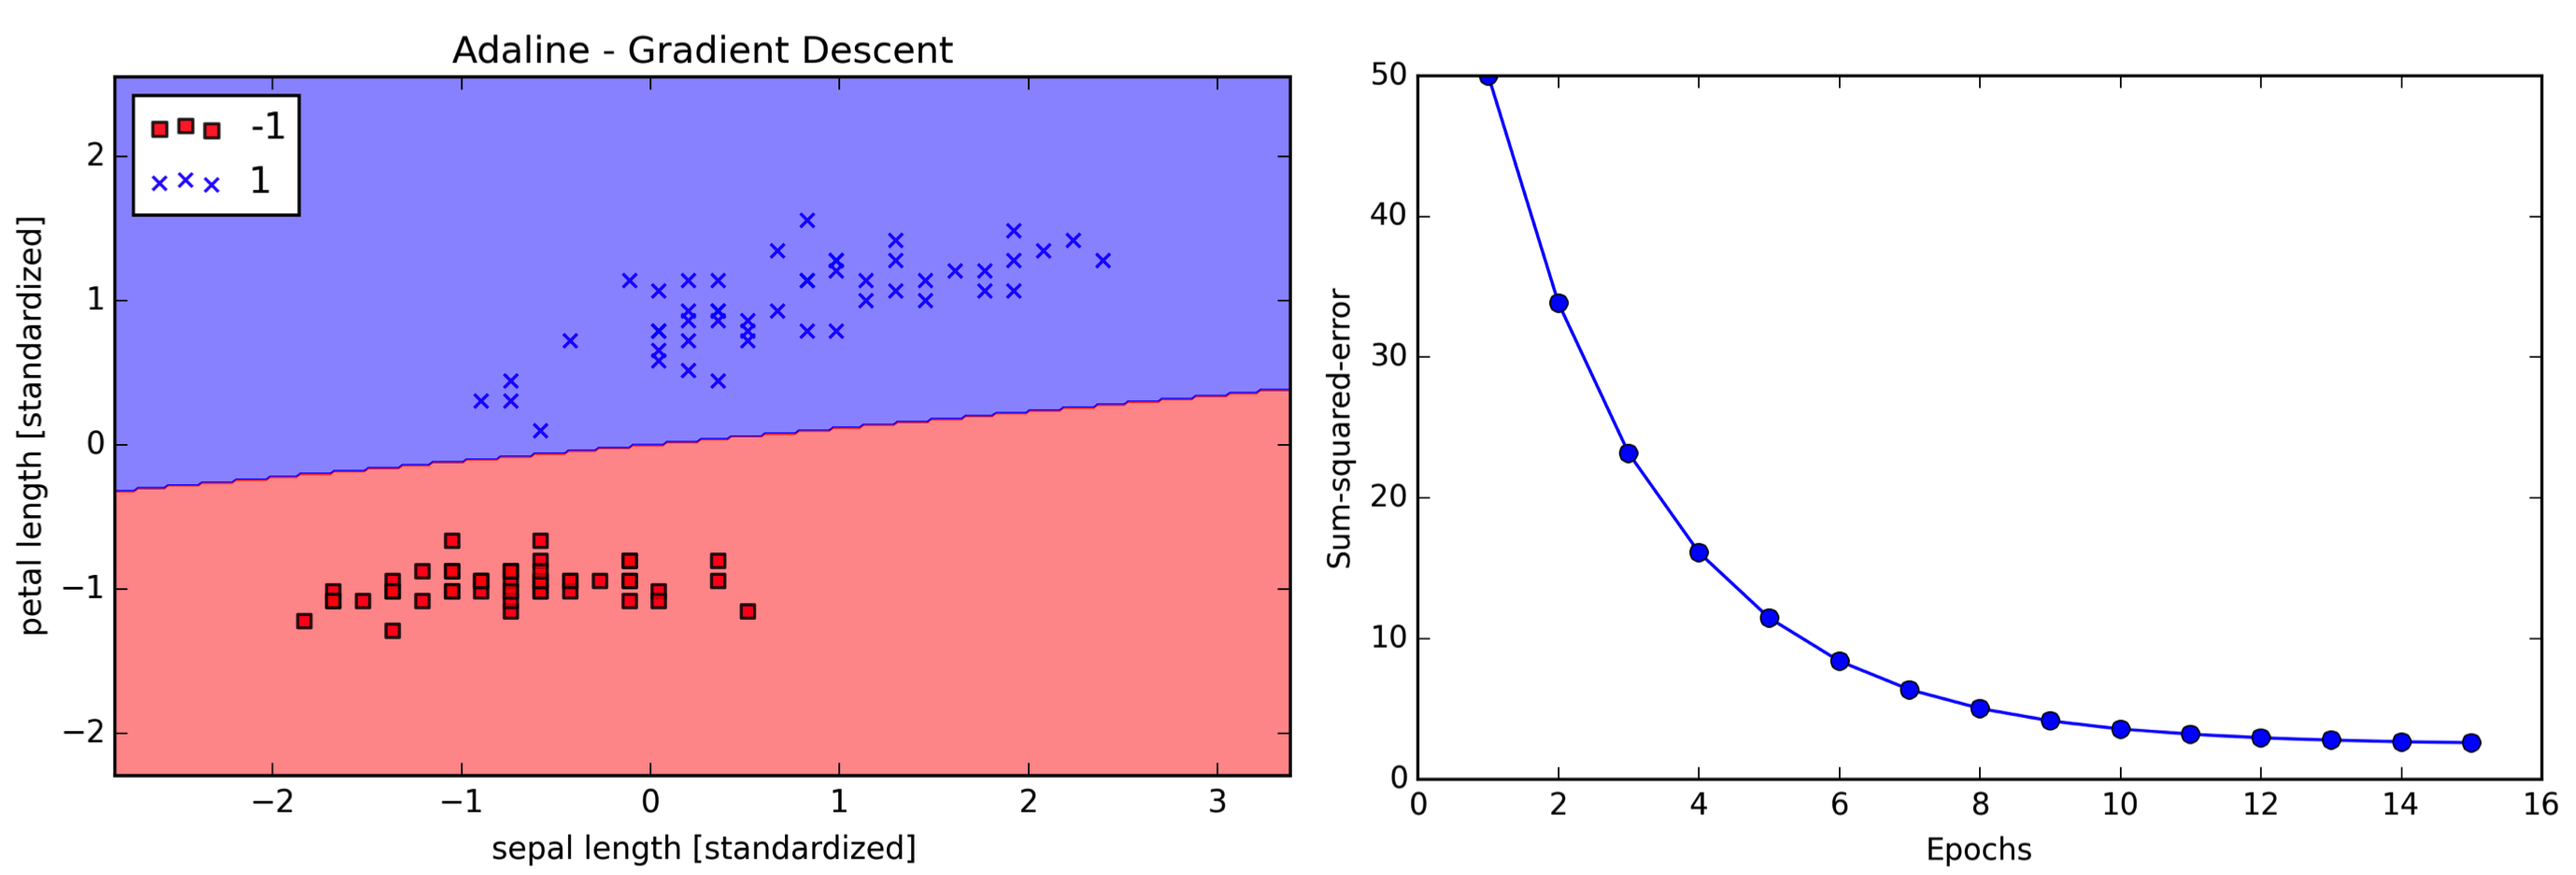 Adaline - Gradient Descent
-1
1
petal length [standardized]
2
1
0
−1
−2
−2 −1 0 1 2 3
sepal length [standardized]
Sum-squared-error
50
40
30
20
10
0
0 2 4 6 8 10 12 14 16
Epochs